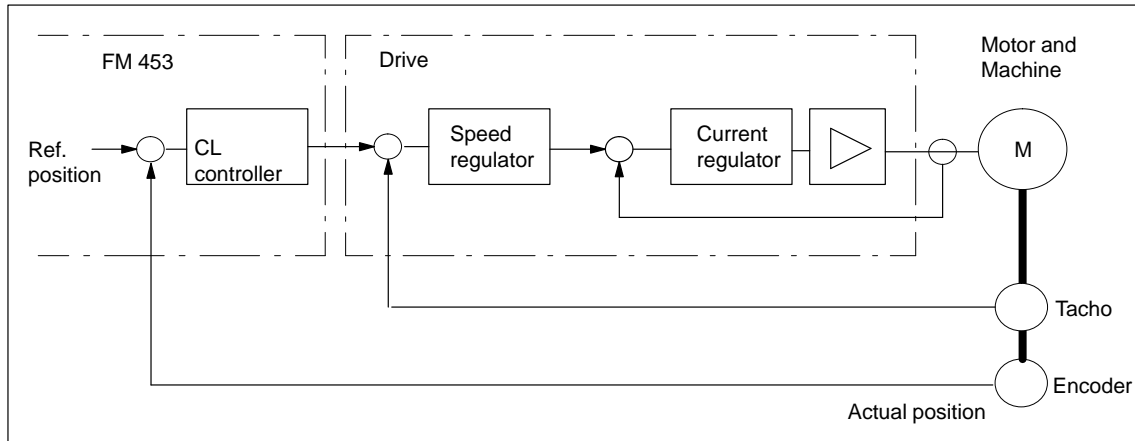 FM 453
Drive
Motor and
Machine
Ref.
position
CL
controller
Speed
regulator
Current
regulator
M
Tacho
Encoder
Actual position